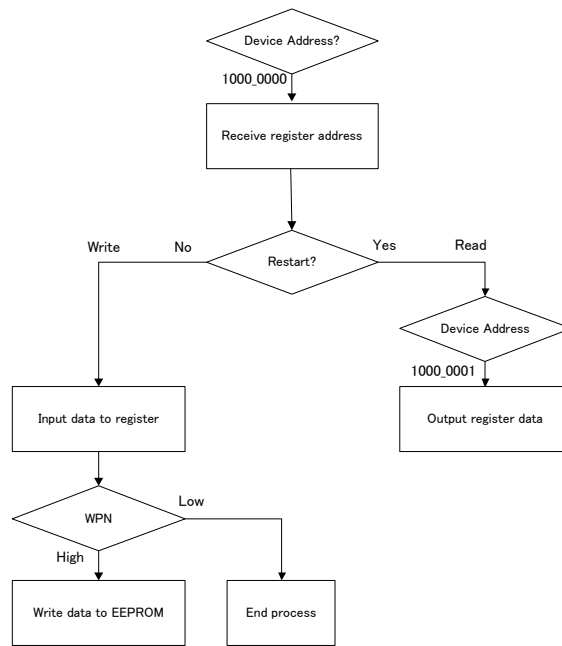 Device Address?
1000_0000
Receive register address
Write
No
Yes
Read
Restart?
Device Address
1000_0001
Input data to register
Output register data
WPN
Low
High
Write data to EEPROM
End process